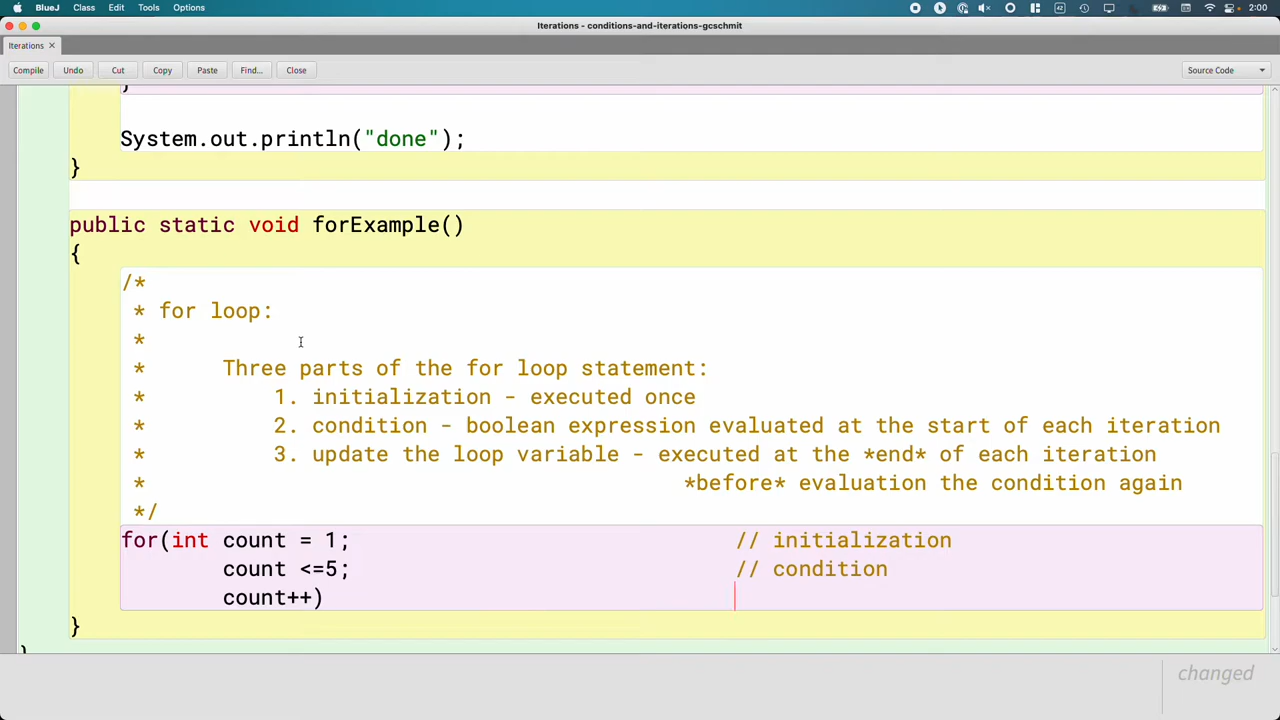 BlueJ Class Edit Tools Options 2:00
Iterations - conditions-and-iterations-gcschmit
Iterations ×
Compile Undo Cut Copy Paste Find... Close Source Code
}
System.out.println("done");
}
public static void forExample()
{
/*
* for loop:
*
* Three parts of the for loop statement:
* 1. initialization - executed once
* 2. condition - boolean expression evaluated at the start of each iteration
* 3. update the loop variable - executed at the *end* of each iteration
* *before* evaluation the condition again
*/
for(int count = 1; // initialization
count <=5; // condition
count++)
}
}
changed